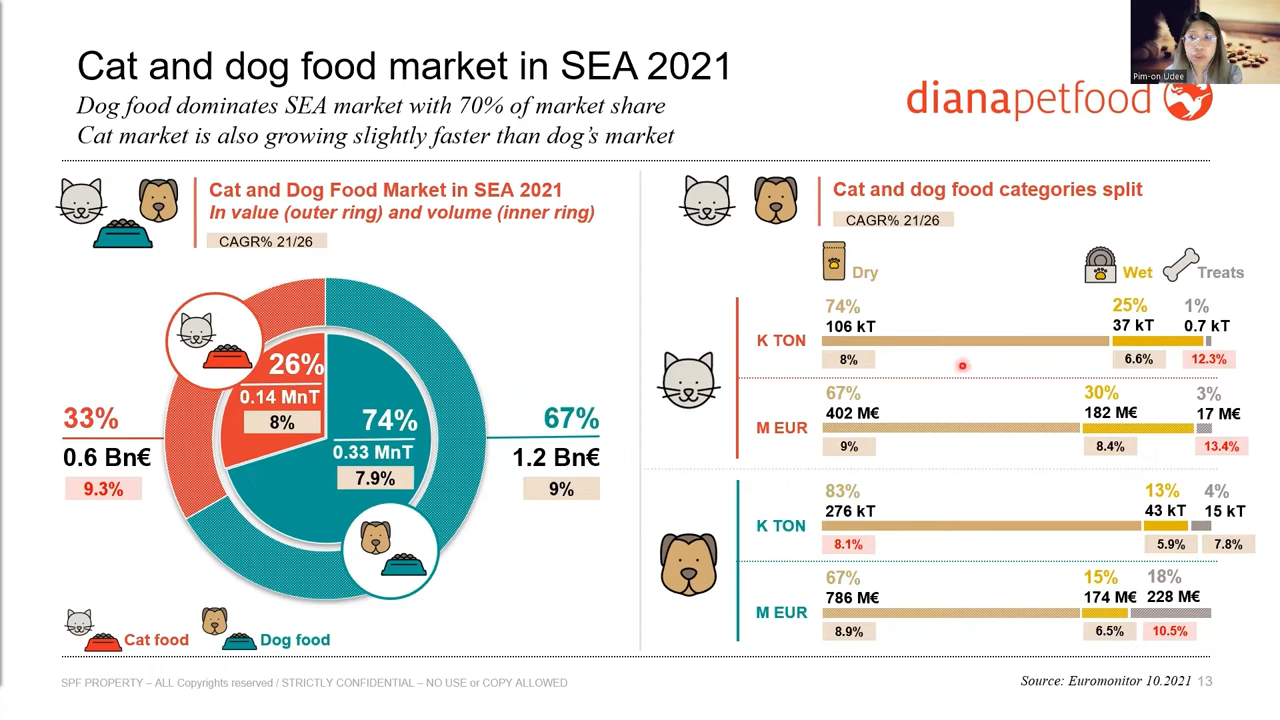 Cat and dog food market in SEA 2021
Dog food dominates SEA market with 70% of market share
Cat market is also growing slightly faster than dog's market
Pim-on Udee
dianapetfood
Cat and Dog Food Market in SEA 2021
In value (outer ring) and volume (inner ring)
CAGR% 21/26
26%
0.14 MnT
8%
74%
0.33 MnT
7.9%
33%
0.6 Bn€
9.3%
67%
1.2 Bn€
9%
Cat food
Dog food
Cat and dog food categories split
CAGR% 21/26
Dry
Wet
Treats
74% 25% 1%
106 kT 37 kT 0.7 kT
K TON
8% 6.6% 12.3%
67% 30% 3%
402 M€ 182 M€ 17 M€
M EUR
9% 8.4% 13.4%
83% 13% 4%
276 kT 43 kT 15 kT
K TON
8.1% 5.9% 7.8%
67% 15% 18%
786 M€ 174 M€ 228 M€
M EUR
8.9% 6.5% 10.5%
SPF PROPERTY – ALL Copyrights reserved / STRICTLY CONFIDENTIAL – NO USE or COPY ALLOWED
Source: Euromonitor 10.2021 13